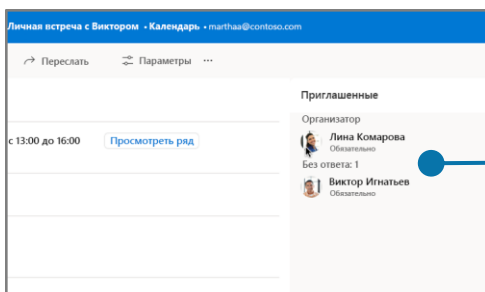 Личная встреча с Виктором • Календарь • marthaa@contoso.com
Переслать Параметры ...
Приглашенные
Организатор
Лина Комарова
Обязательно
с 13:00 до 16:00 Просмотреть ряд
Без ответа: 1
Виктор Игнатьев
Обязательно